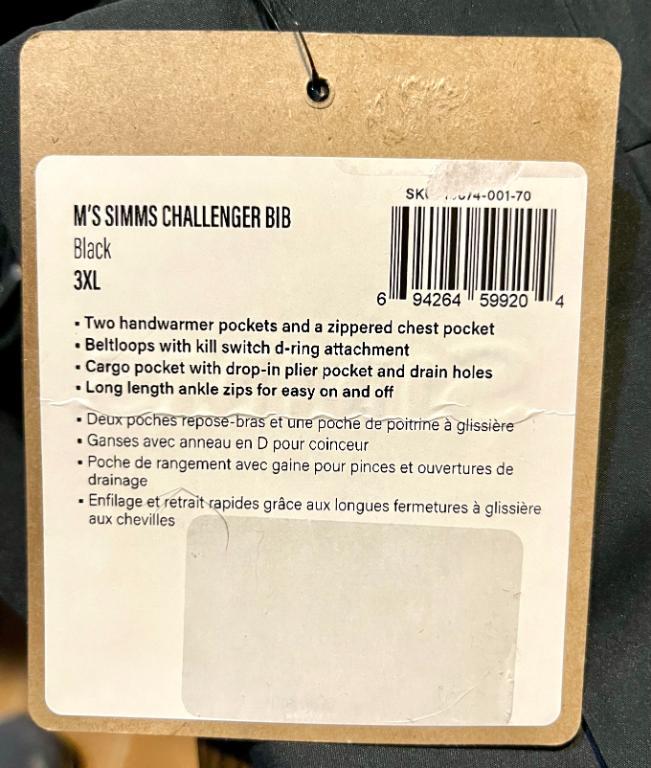 SK 74-001-70
M'S SIMMS CHALLENGER BIB
Black
3XL
6 94264 59920 4
▪ Two handwarmer pockets and a zippered chest pocket
▪ Beltloops with kill switch d-ring attachment
▪ Cargo pocket with drop-in plier pocket and drain holes
▪ Long length ankle zips for easy on and off
▪ Deux poches repose-bras et une poche de poitrine à glissière
▪ Ganses avec anneau en D pour coinceur
▪ Poche de rangement avec gaine pour pinces et ouvertures de
drainage
▪ Enfilage et retrait rapides grâce aux longues fermetures à glissière
aux chevilles